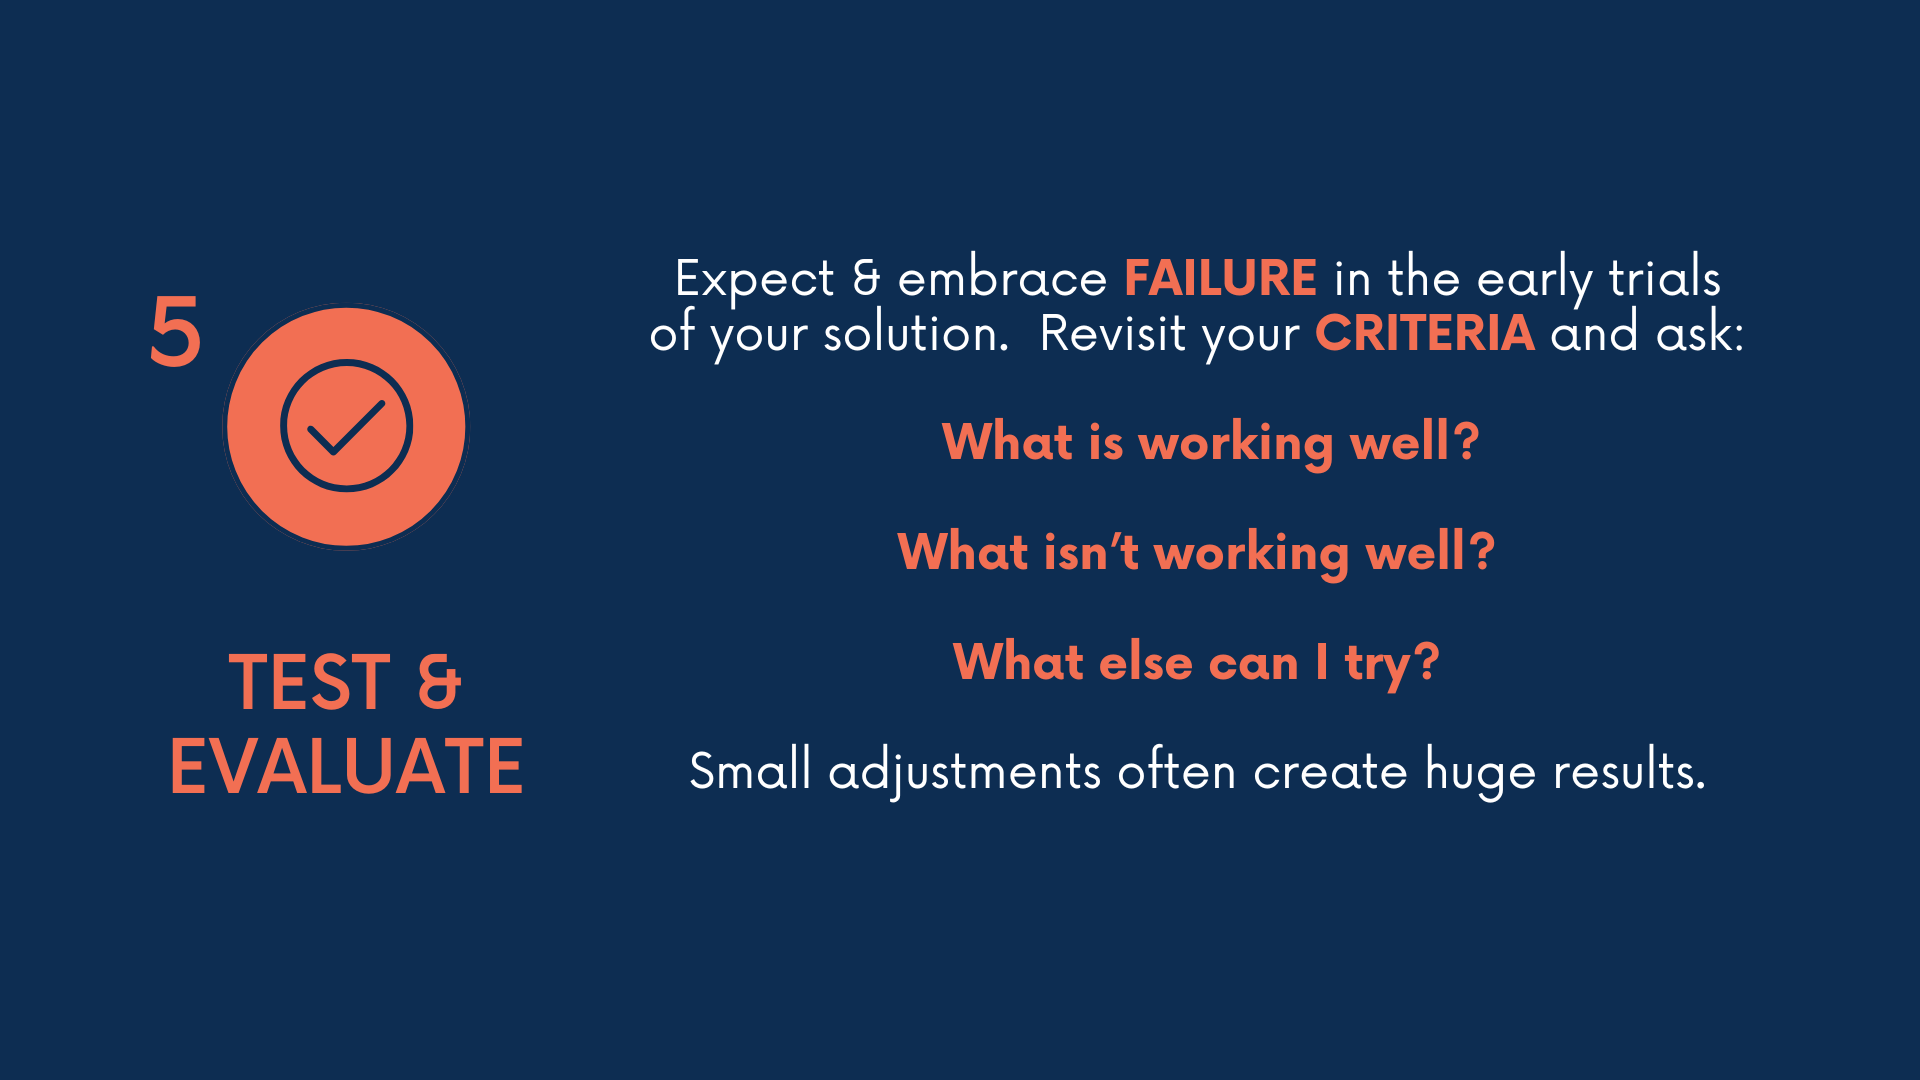 5
TEST &
EVALUATE
Expect & embrace FAILURE in the early trials
of your solution.  Revisit your CRITERIA and ask:
What is working well?
What isn’t working well?
What else can I try?
Small adjustments often create huge results.